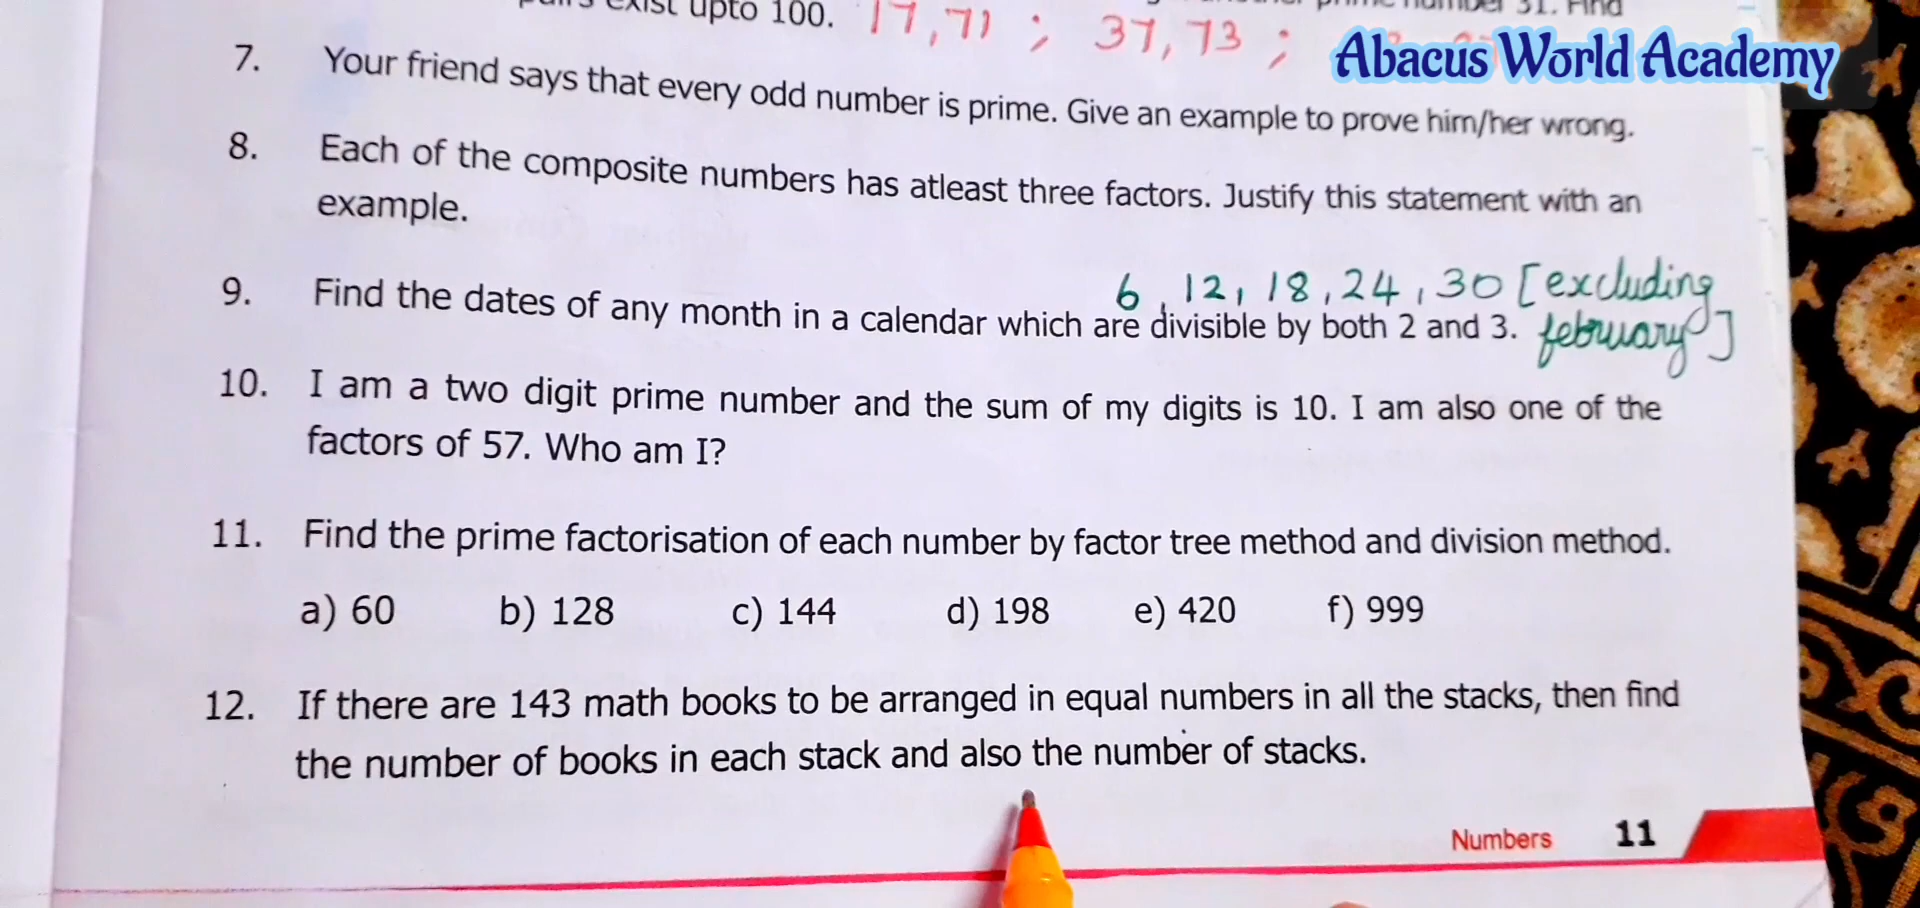 exist upto 100. 17, 71 ; 37, 73 ;
Abacus World Academy
7. Your friend says that every odd number is prime. Give an example to prove him/her wrong.
8. Each of the composite numbers has atleast three factors. Justify this statement with an
example.
6, 12, 18, 24, 30 [excluding
9. Find the dates of any month in a calendar which are divisible by both 2 and 3. february]
10. I am a two digit prime number and the sum of my digits is 10. I am also one of the
factors of 57. Who am I?
11. Find the prime factorisation of each number by factor tree method and division method.
a) 60 b) 128 c) 144 d) 198 e) 420 f) 999
12. If there are 143 math books to be arranged in equal numbers in all the stacks, then find
the number of books in each stack and also the number of stacks.
Numbers 11